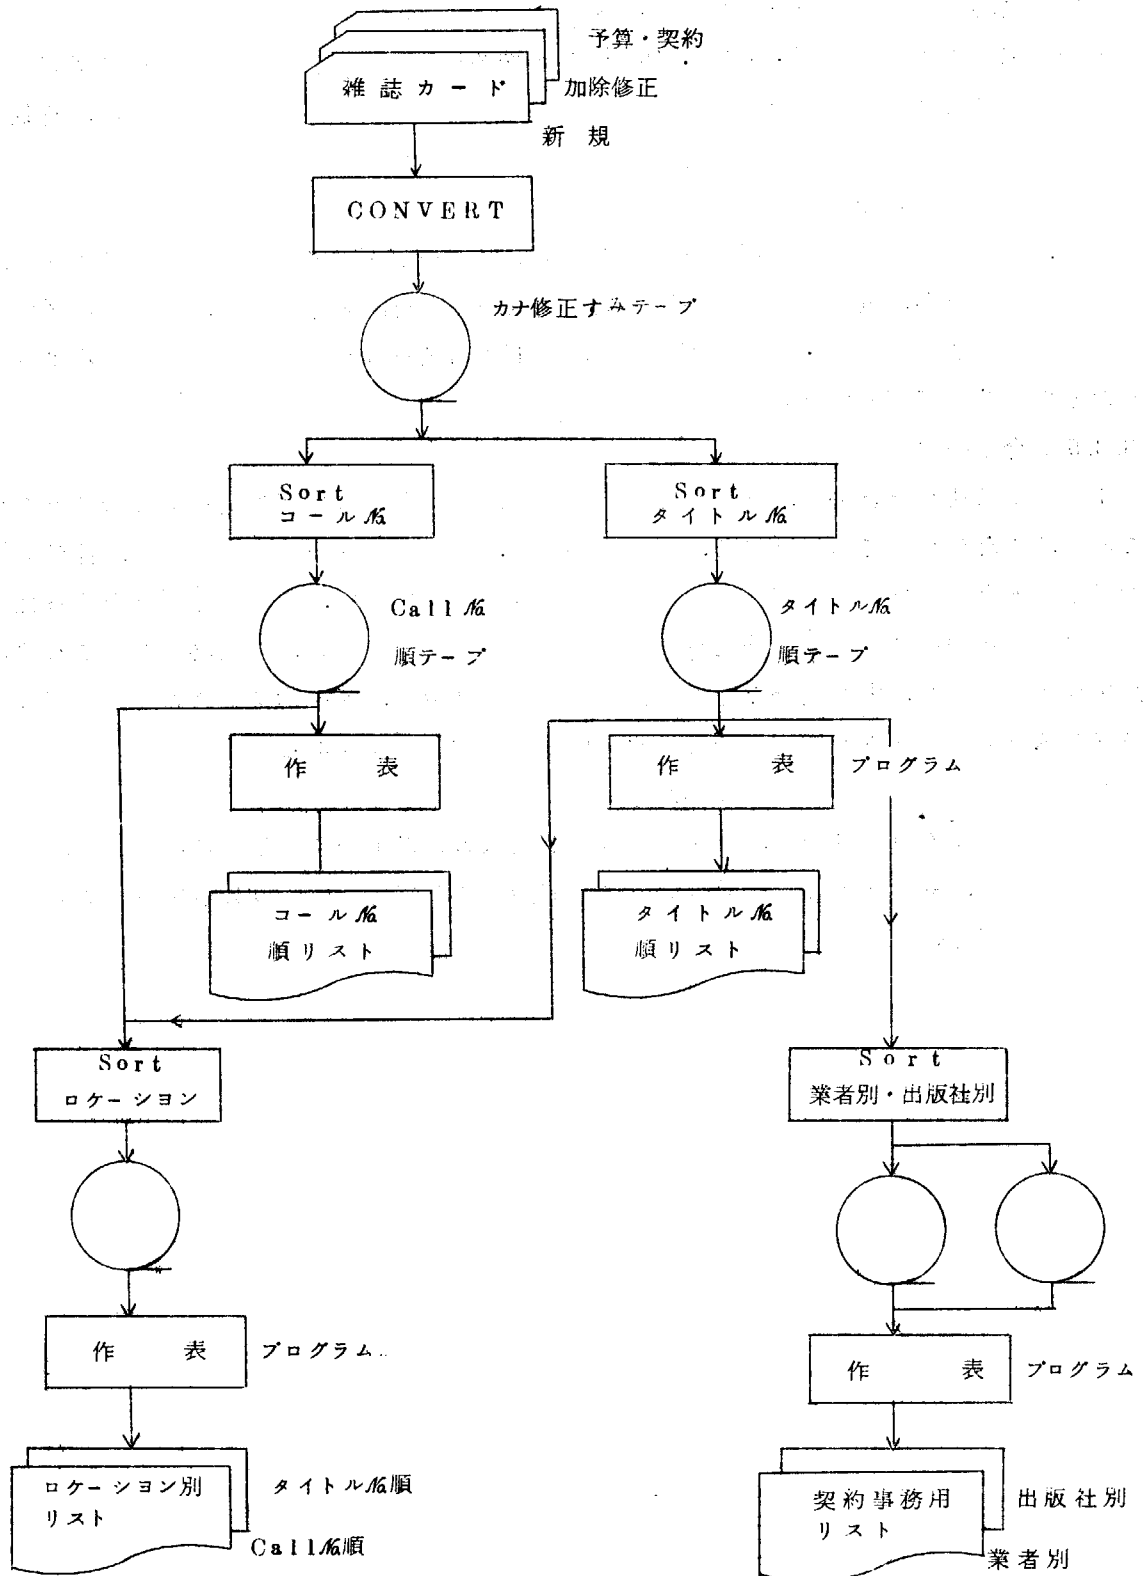 予算・契約
雑誌カード
加除修正
新規
CONVERT
カナ修正すみテープ
Sort
コールNo.
Sort
タイトルNo.
Call No.
順テープ
タイトルNo.
順テープ
作表
作表
プログラム
コールNo.
順リスト
タイトルNo.
順リスト
Sort
ロケーション
Sort
業者別・出版社別
作表
プログラム
作表
プログラム
ロケーション別
リスト
タイトルNo.順
Call No.順
契約事務用
リスト
出版社別
業者別